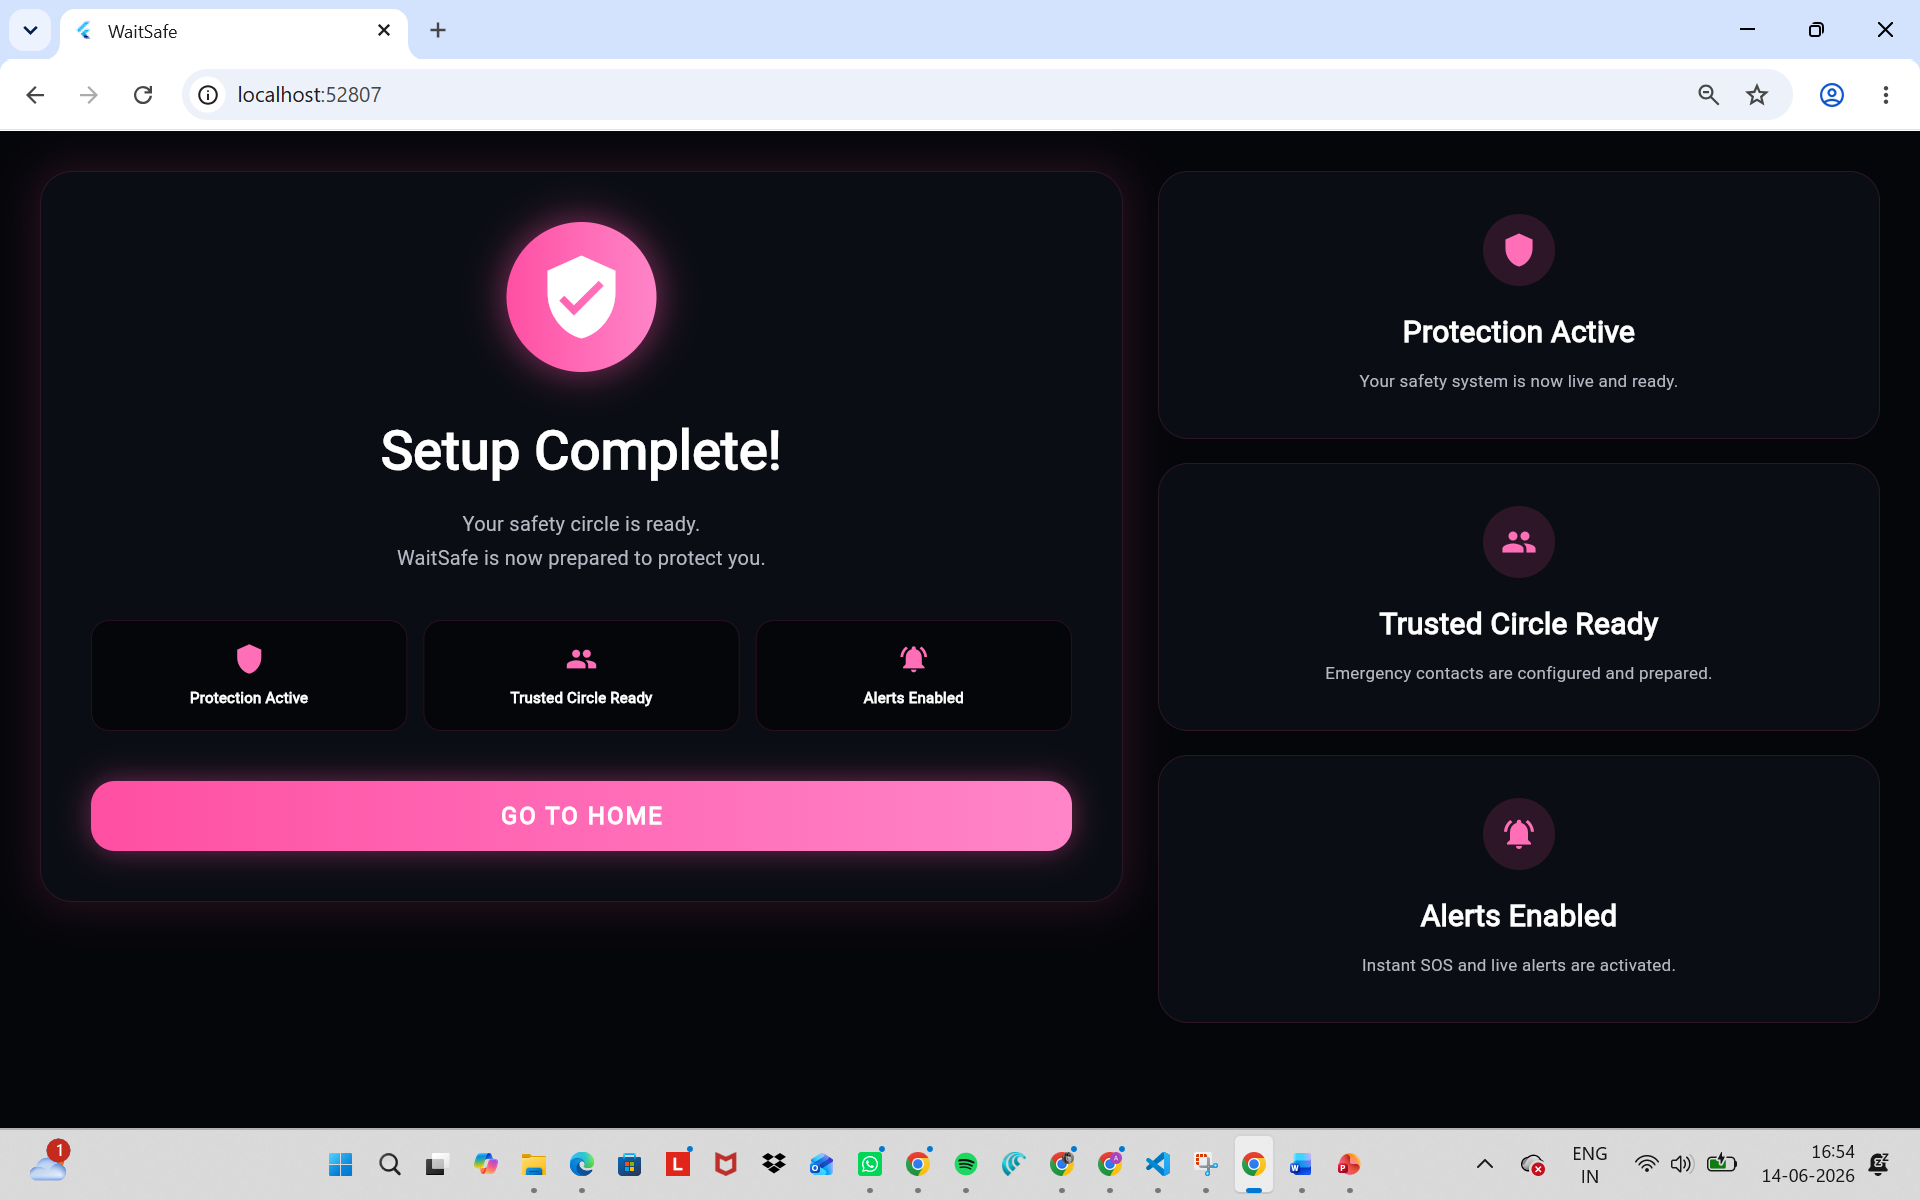 WaitSafe
localhost:52807
Setup Complete!
Your safety circle is ready.
WaitSafe is now prepared to protect you.
Protection Active
Trusted Circle Ready
Alerts Enabled
GO TO HOME
Protection Active
Your safety system is now live and ready.
Trusted Circle Ready
Emergency contacts are configured and prepared.
Alerts Enabled
Instant SOS and live alerts are activated.
1
L
ENG
IN
16:54
14-06-2026